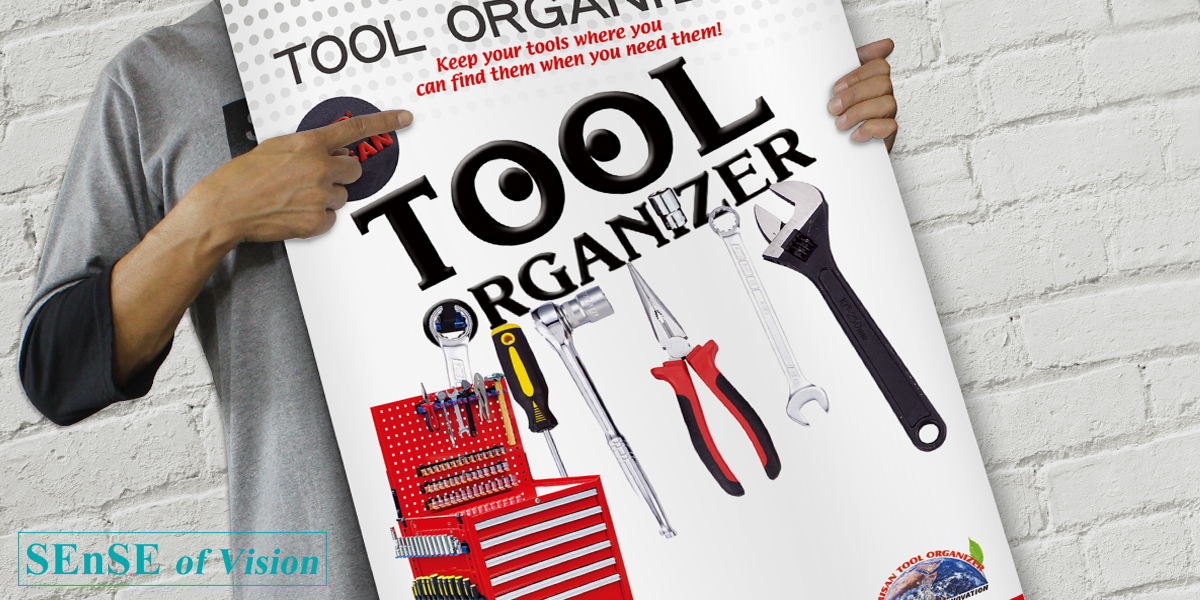 TOOL ORGANIZ
Keep your tools where you
can find them when you need them!
TOOL
ORGANIZER
TOOL ORGANIZER
SEnSE of Vision